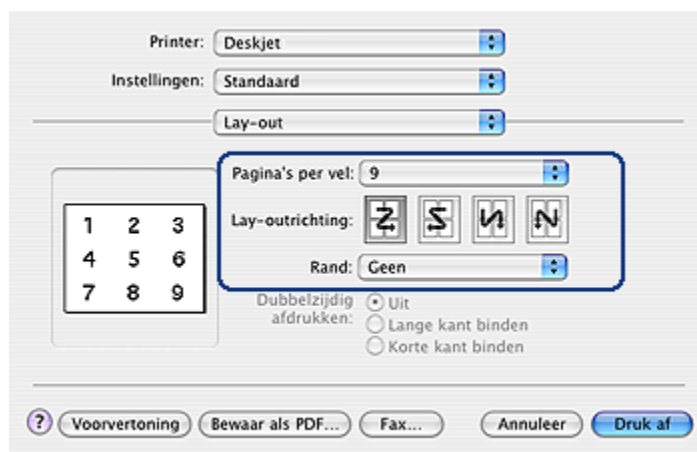 Printer: Deskjet
Instellingen: Standaard
Lay-out
Pagina's per vel: 9
Lay-outrichting:
Rand: Geen
1 2 3
4 5 6
7 8 9
Dubbelzijdig afdrukken: Uit
Lange kant binden
Korte kant binden
? Voorvertoning Bewaar als PDF... Fax... Annuleer Druk af